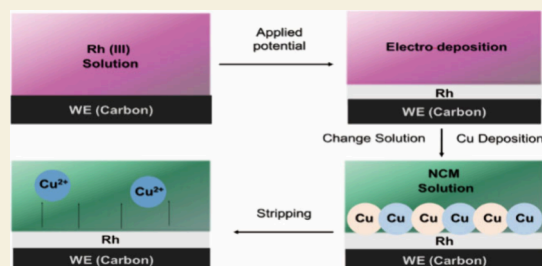 Rh (III)
Solution
WE (Carbon)
Applied
potential
Electro deposition
Rh
WE (Carbon)
Change Solution
Cu Deposition
NCM
Solution
Cu Cu Cu Cu Cu Cu
Rh
WE (Carbon)
Stripping
Cu²⁺ Cu²⁺
Rh
WE (Carbon)